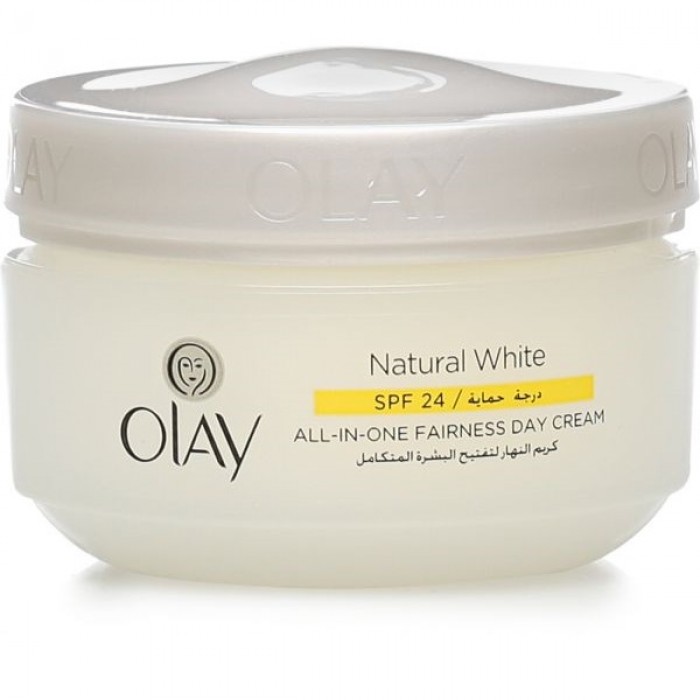 OLAY
OLAY
Natural White
SPF 24 / درجة حماية
ALL-IN-ONE FAIRNESS DAY CREAM
كريم النهار لتفتيح البشرة المتكامل